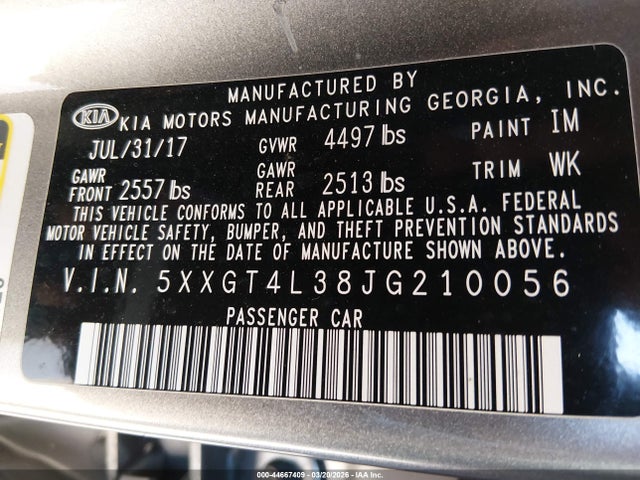 MANUFACTURED BY
KIA KIA MOTORS MANUFACTURING GEORGIA, INC.
JUL/31/17 GVWR 4497 lbs PAINT IM
GAWR FRONT 2557 lbs GAWR REAR 2513 lbs TRIM WK
THIS VEHICLE CONFORMS TO ALL APPLICABLE U.S.A. FEDERAL
MOTOR VEHICLE SAFETY, BUMPER, AND THEFT PREVENTION STANDARDS
IN EFFECT ON THE DATE OF MANUFACTURE SHOWN ABOVE.
V.I.N. 5XXGT4L38JG210056
PASSENGER CAR
000-44667409 - 03/20/2026 - IAA Inc.